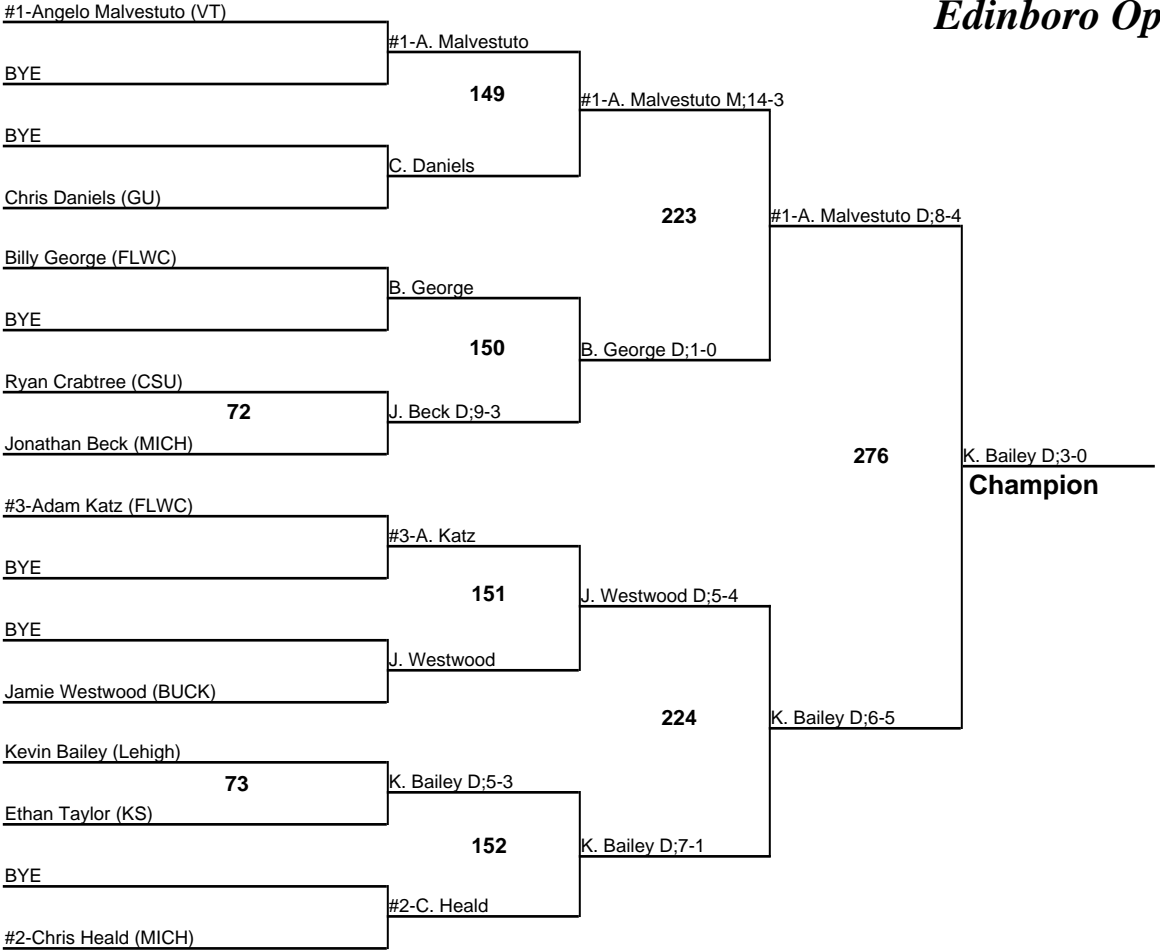 Edinboro Op
#1-Angelo Malvestuto (VT)
#1-A. Malvestuto
BYE
149
#1-A. Malvestuto M;14-3
BYE
C. Daniels
Chris Daniels (GU)
223
#1-A. Malvestuto D;8-4
Billy George (FLWC)
B. George
BYE
150
B. George D;1-0
Ryan Crabtree (CSU)
72
J. Beck D;9-3
Jonathan Beck (MICH)
276
K. Bailey D;3-0
Champion
#3-Adam Katz (FLWC)
#3-A. Katz
BYE
151
J. Westwood D;5-4
BYE
J. Westwood
Jamie Westwood (BUCK)
224
K. Bailey D;6-5
Kevin Bailey (Lehigh)
73
K. Bailey D;5-3
Ethan Taylor (KS)
152
K. Bailey D;7-1
BYE
#2-C. Heald
#2-Chris Heald (MICH)